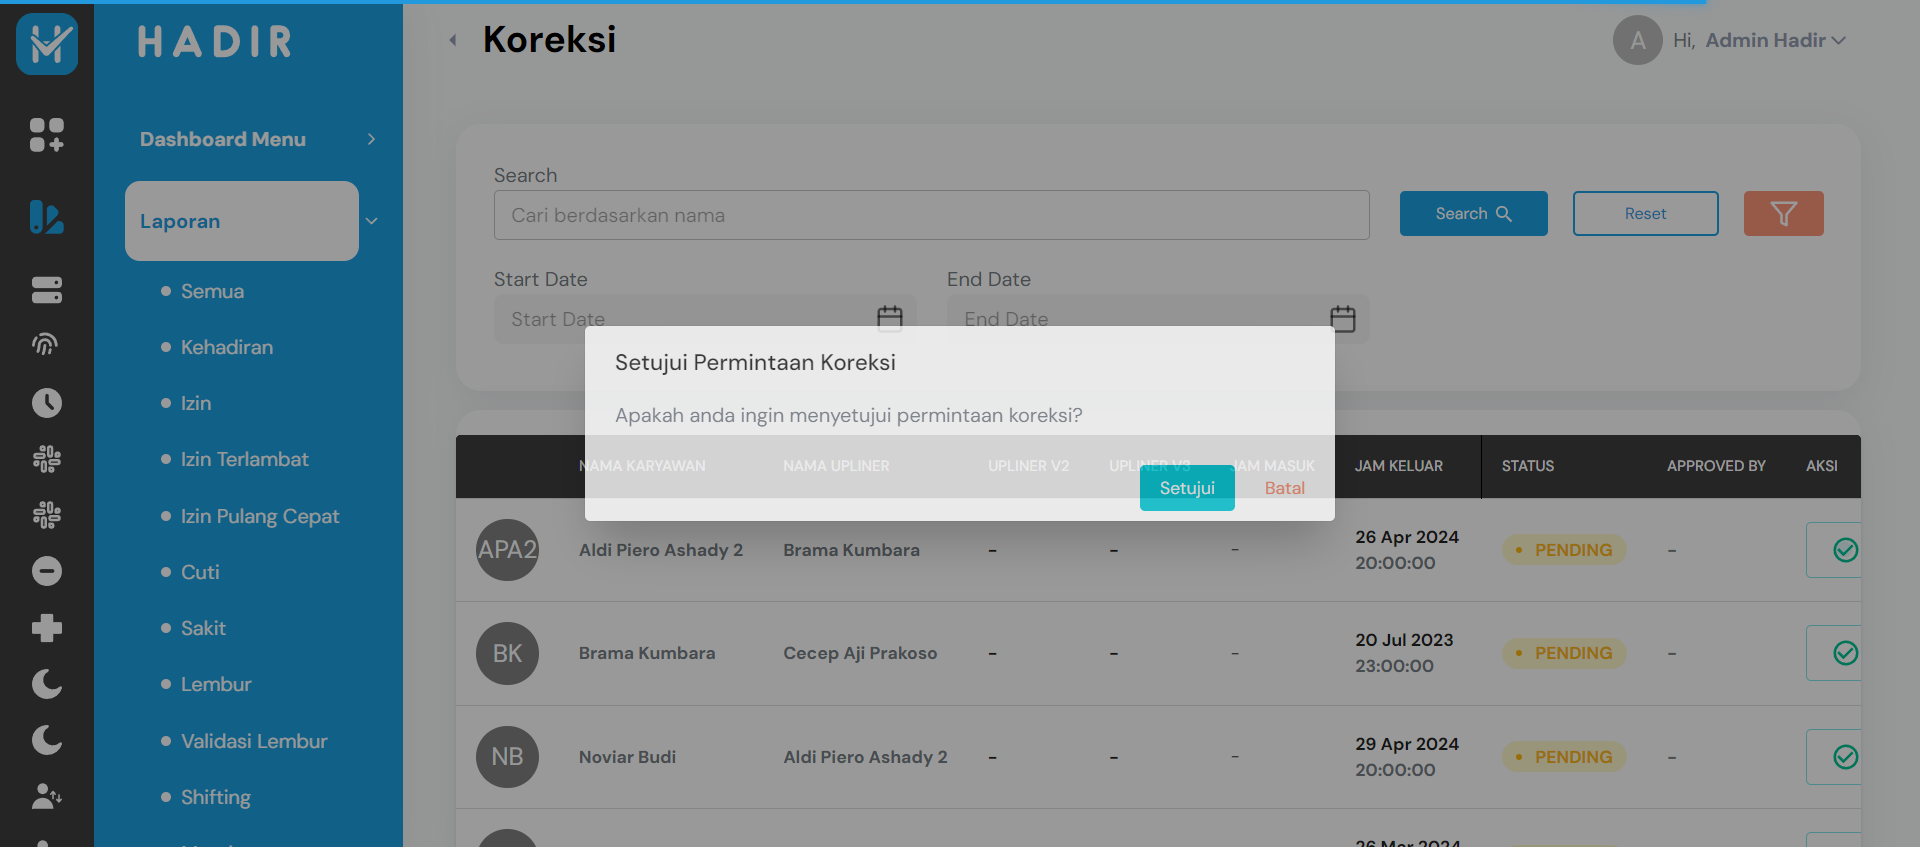 HADIR
Koreksi
A
Hi, Admin Hadir
Dashboard Menu
Laporan
Semua
Kehadiran
Izin
Izin Terlambat
Izin Pulang Cepat
Cuti
Sakit
Lembur
Validasi Lembur
Shifting
Search
Cari berdasarkan nama
Search
Reset
Start Date
End Date
Start Date
End Date
Setujui Permintaan Koreksi
Apakah anda ingin menyetujui permintaan koreksi?
Setujui
Batal
NAMA KARYAWAN NAMA UPLINER UPLINER V2 UPLINER V3 JAM MASUK JAM KELUAR STATUS APPROVED BY AKSI
APA2 Aldi Piero Ashady 2 Brama Kumbara - - - 26 Apr 2024 PENDING -
20:00:00
BK Brama Kumbara Cecep Aji Prakoso - - - 20 Jul 2023 PENDING -
23:00:00
NB Noviar Budi Aldi Piero Ashady 2 - - - 29 Apr 2024 PENDING -
20:00:00
26 Mar 2024